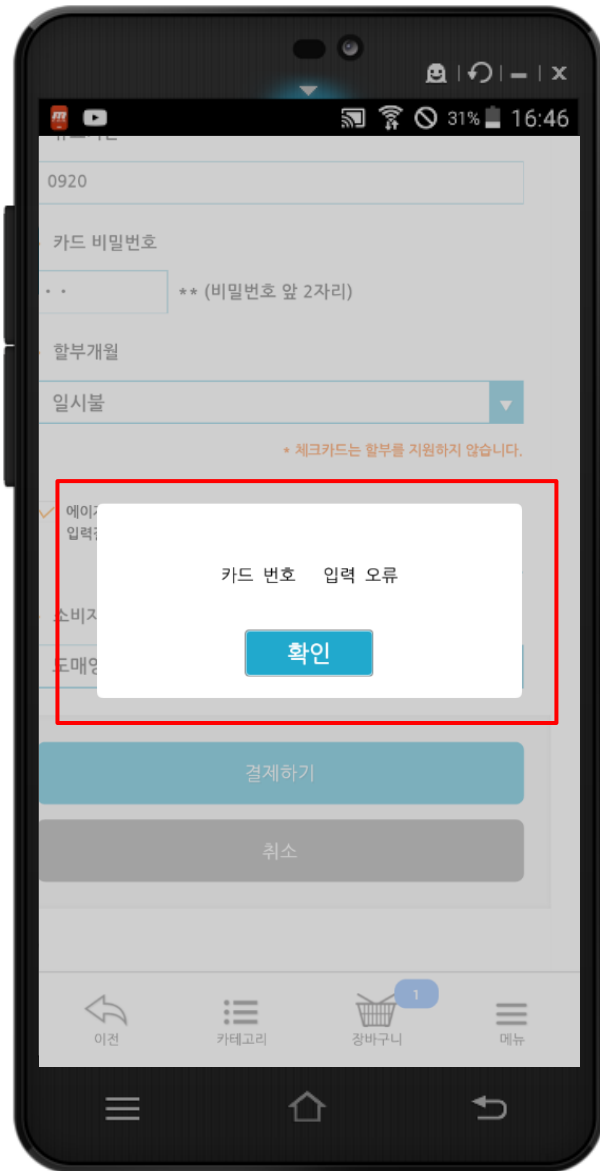 31% 16:46
0920
카드 비밀번호
** (비밀번호 앞 2자리)
할부개월
일시불
* 체크카드는 할부를 지원하지 않습니다.
카드 번호 입력 오류
확인
결제하기
취소
1
이전 카테고리 장바구니 메뉴